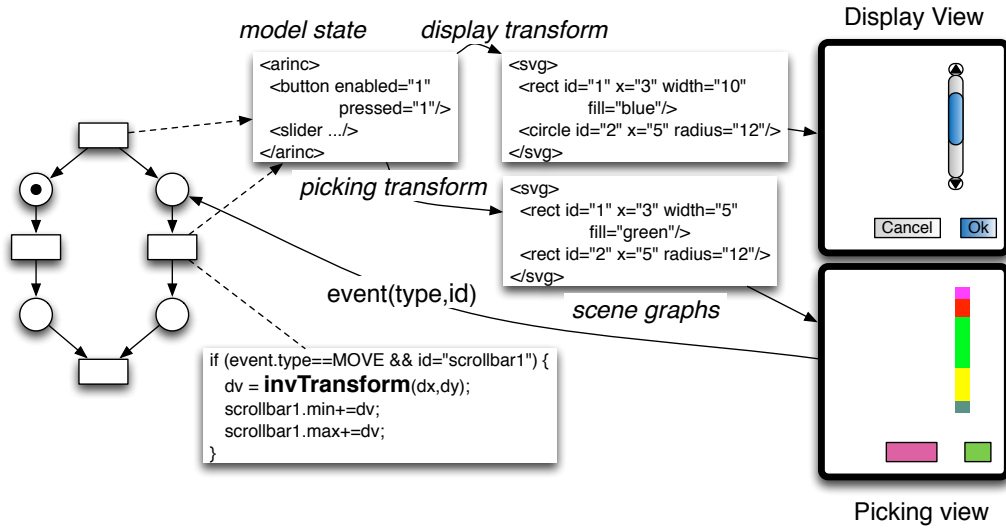 model state
display transform
Display View
<arinc>
<button enabled="1"
pressed="1"/>
<slider .../>
</arinc>
<svg>
<rect id="1" x="3" width="10"
fill="blue"/>
<circle id="2" x="5" radius="12"/>
</svg>
picking transform
<svg>
<rect id="1" x="3" width="5"
fill="green"/>
<rect id="2" x="5" radius="12"/>
</svg>
Cancel
Ok
event(type,id)
scene graphs
if (event.type==MOVE && id="scrollbar1") {
dv = invTransform(dx,dy);
scrollbar1.min+=dv;
scrollbar1.max+=dv;
}
Picking view